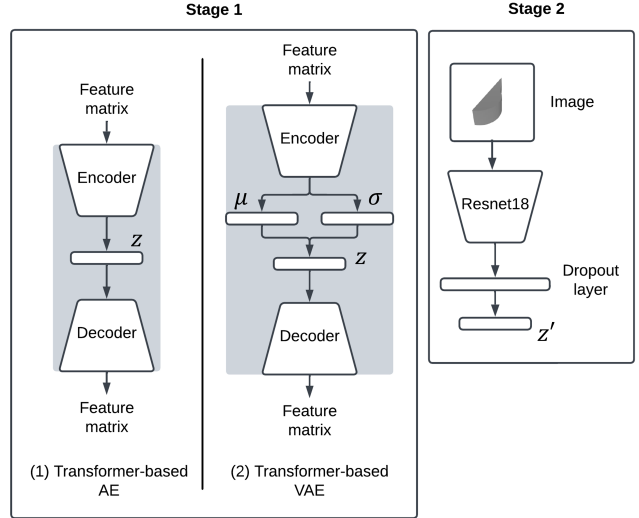 Stage 1
Feature
matrix
Encoder
z
Decoder
Feature
matrix
(1) Transformer-based
AE
Feature
matrix
Encoder
μ
σ
z
Decoder
Feature
matrix
(2) Transformer-based
VAE
Stage 2
Image
Resnet18
Dropout
layer
z′